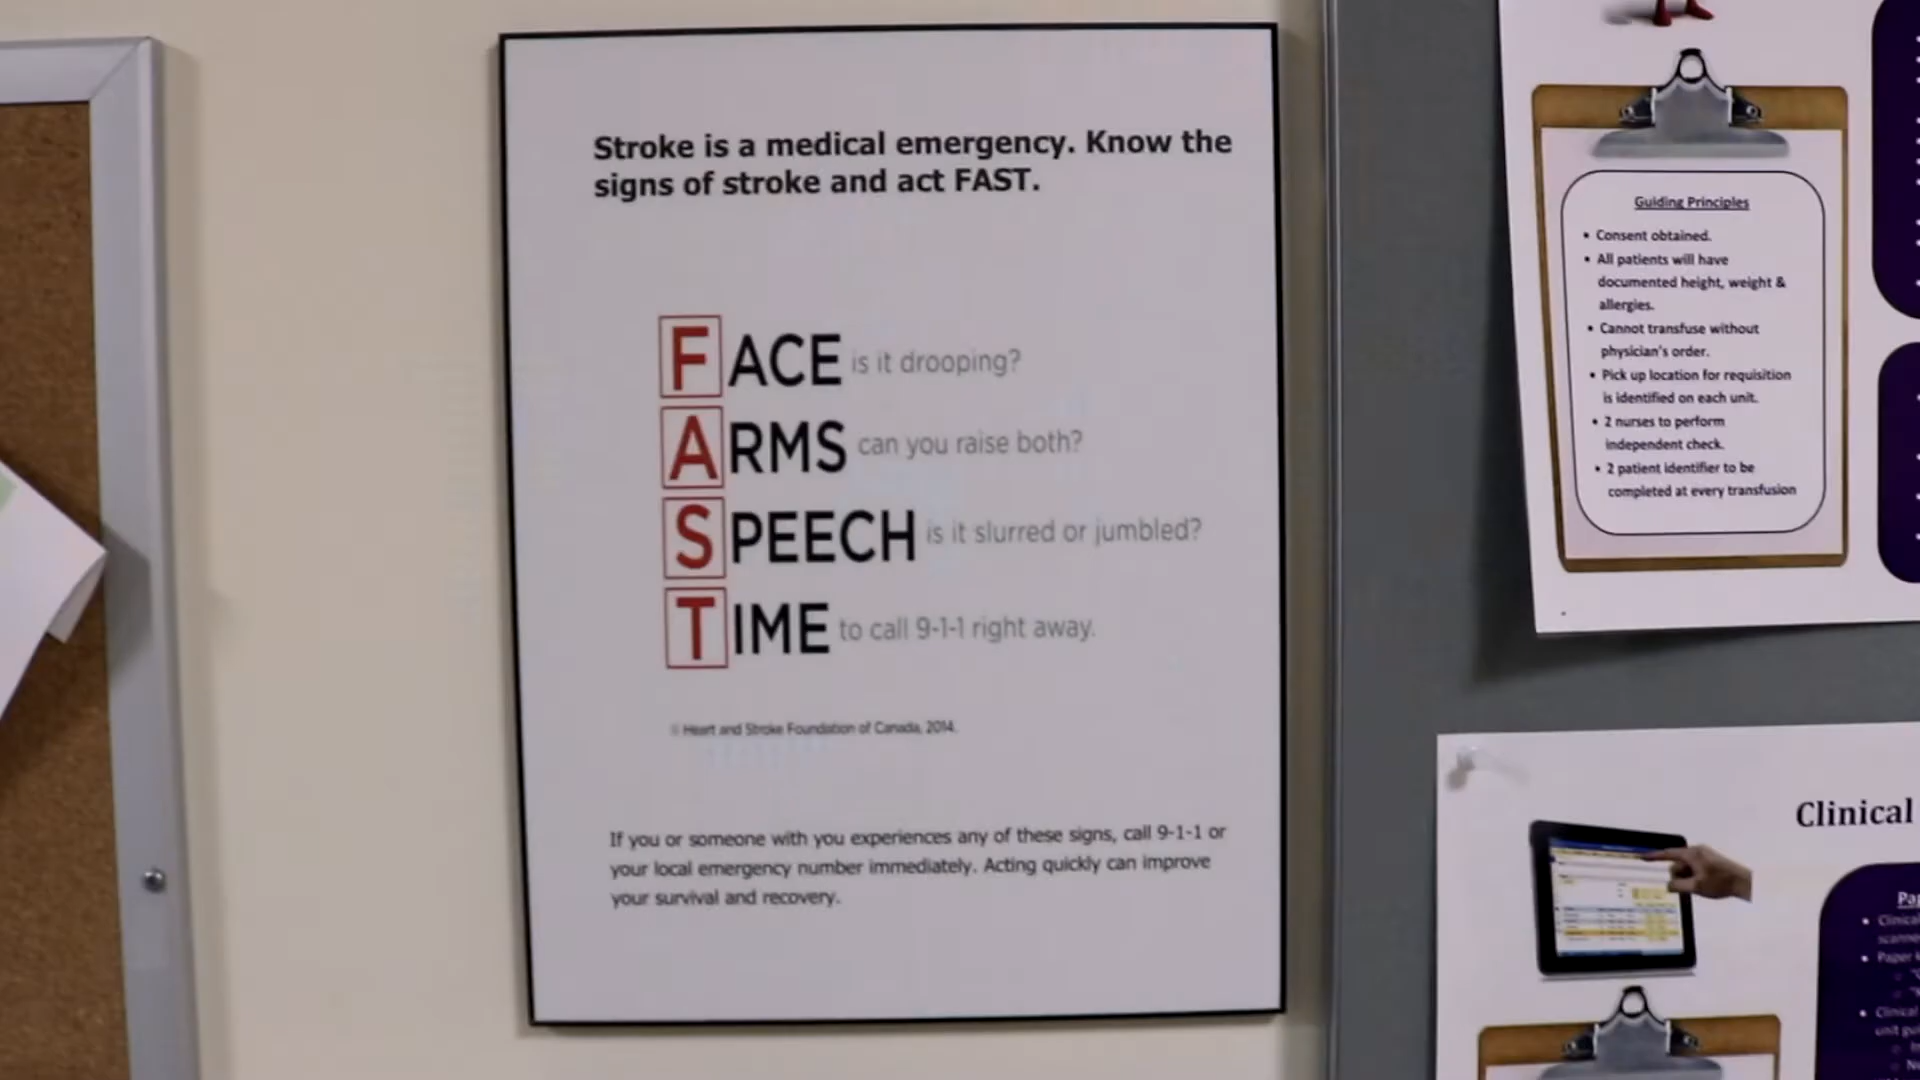 Stroke is a medical emergency. Know the
signs of stroke and act FAST.
FACE is it drooping?
ARMS can you raise both?
SPEECH is it slurred or jumbled?
TIME to call 9-1-1 right away.
Heart and Stroke Foundation of Canada, 2014.
If you or someone with you experiences any of these signs, call 9-1-1 or
your local emergency number immediately. Acting quickly can improve
your survival and recovery.
Guiding Principles
• Consent obtained.
• All patients will have
documented height, weight &
allergies.
• Cannot transfuse without
physician's order.
• Pick up location for requisition
is identified on each unit.
• 2 nurses to perform
independent check.
• 2 patient identifier to be
completed at every transfusion
Clinical
• Clinical
• Paper
• Clinical